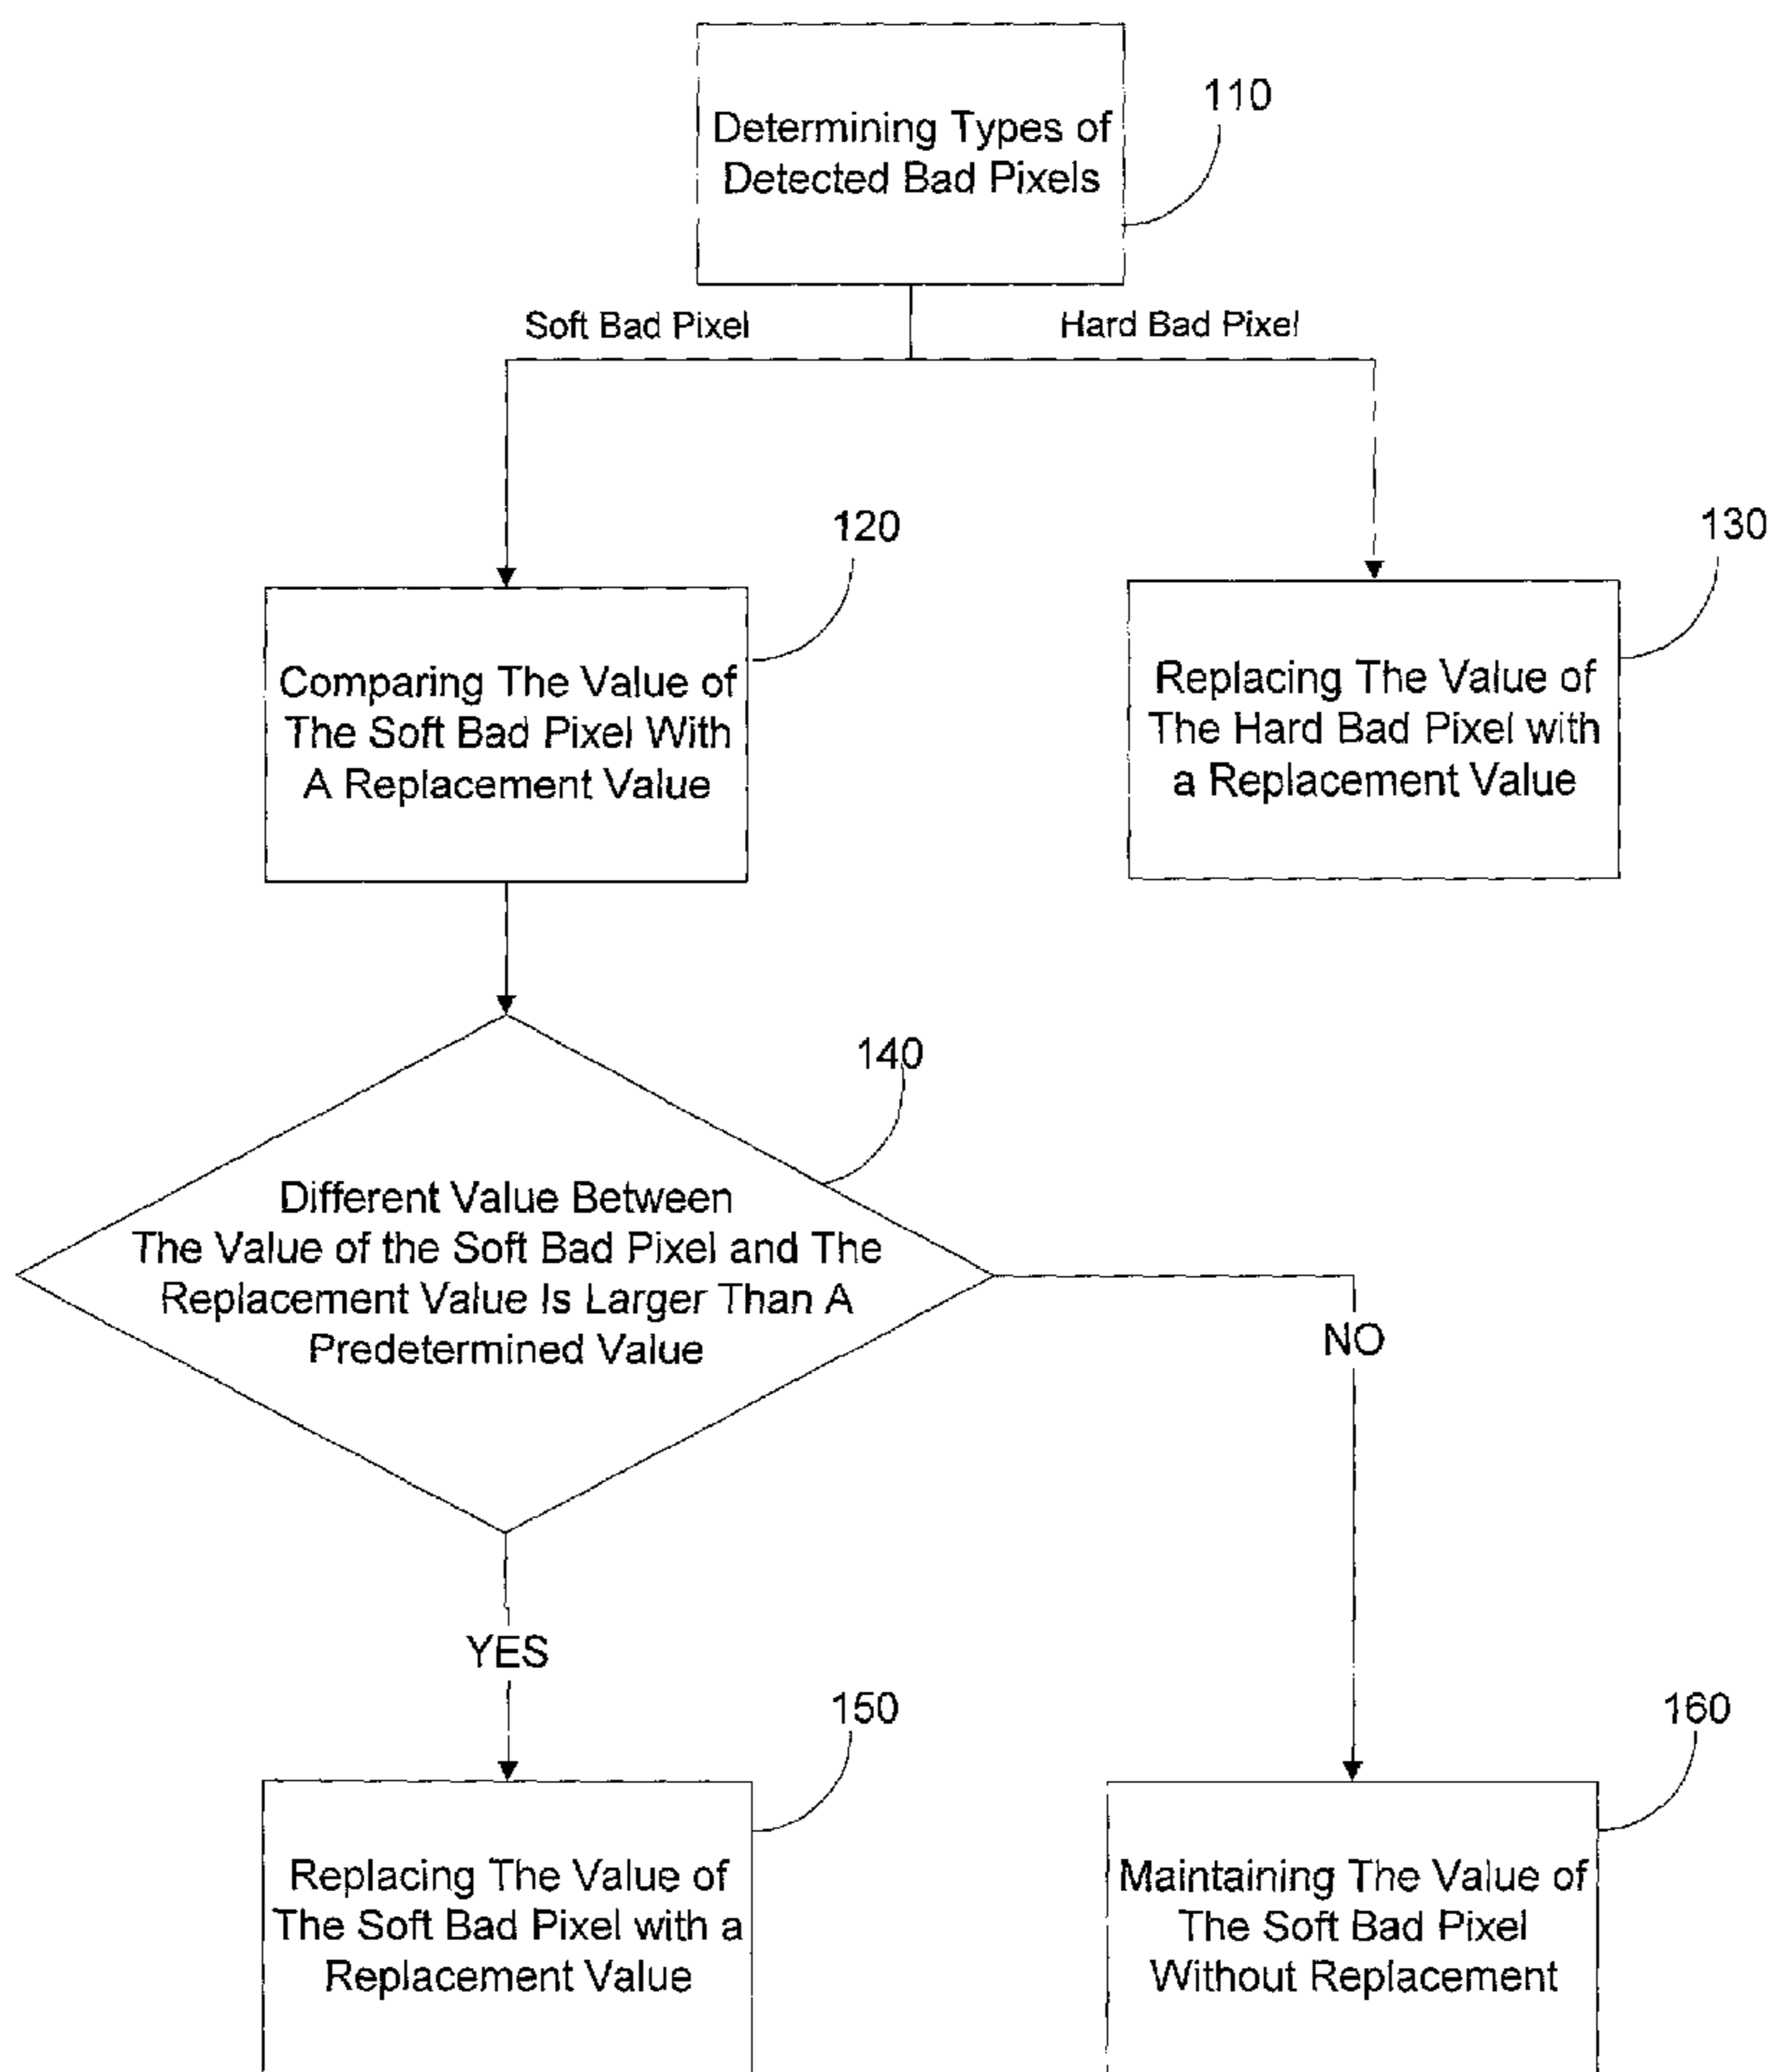 110
Determining Types of
Detected Bad Pixels
Soft Bad Pixel
Hard Bad Pixel
120
130
Comparing The Value of
The Soft Bad Pixel With
A Replacement Value
Replacing The Value of
The Hard Bad Pixel with
a Replacement Value
140
Different Value Between
The Value of the Soft Bad Pixel and The
Replacement Value Is Larger Than A
Predetermined Value
NO
YES
150
160
Replacing The Value of
The Soft Bad Pixel with a
Replacement Value
Maintaining The Value of
The Soft Bad Pixel
Without Replacement